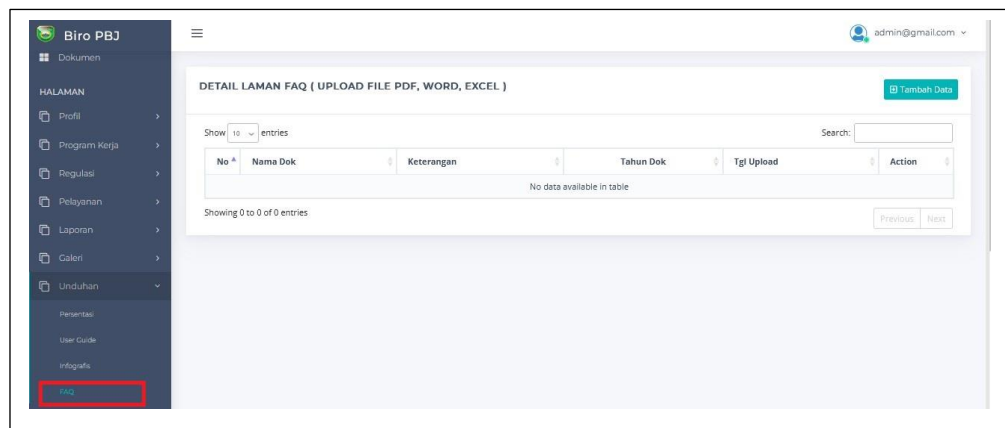 Biro PBJ
admin@gmail.com
Dokumen
HALAMAN
Profil
Program Kerja
Regulasi
Pelayanan
Laporan
Galeri
Unduhan
Persentasi
User Guide
Infografis
FAQ
DETAIL LAMAN FAQ ( UPLOAD FILE PDF, WORD, EXCEL )
Tambah Data
Show 10 entries
Search:
No Nama Dok Keterangan Tahun Dok Tgl Upload Action
No data available in table
Showing 0 to 0 of 0 entries
Previous Next